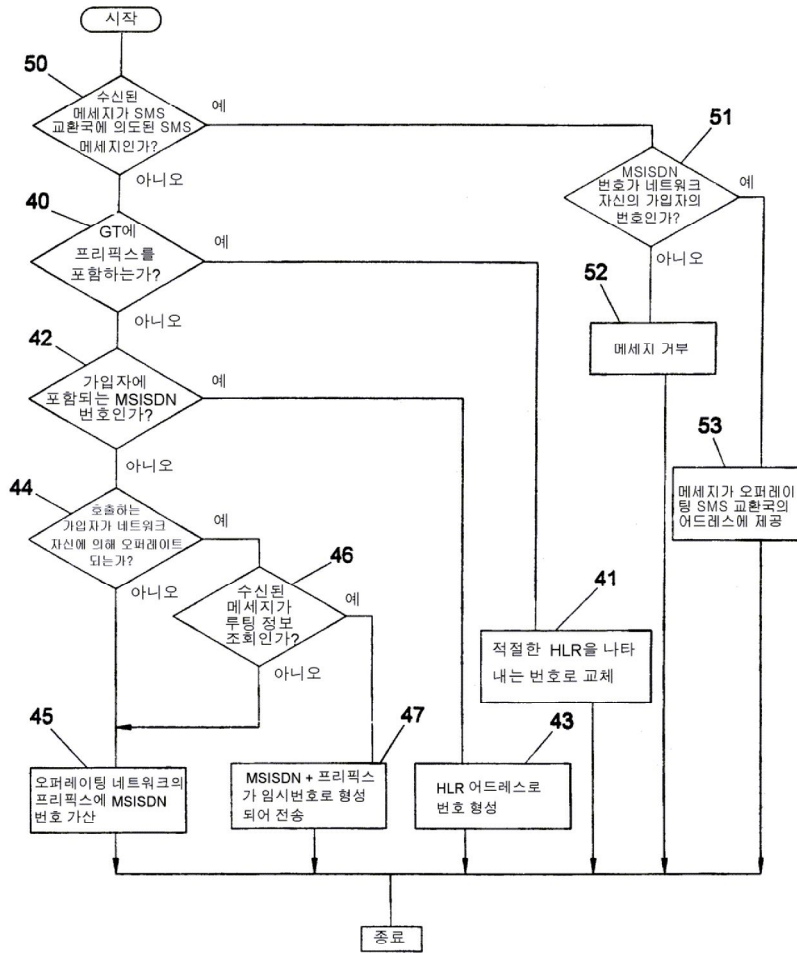 시작
50
수신된
메세지가 SMS
교환국에 의도된 SMS
메세지인가?
예
아니오
51
MSISDN
번호가 네트워크
자신의 가입자의
번호인가?
예
아니오
40
GT에
프리픽스를
포함하는가?
예
아니오
52
메세지 거부
42
가입자에
포함되는 MSISDN
번호인가?
예
아니오
53
메세지가 오퍼레이
팅 SMS 교환국의
어드레스에 제공
44
호출하는
가입자가 네트워크
자신에 의해 오퍼레이트
되는가?
예
아니오
46
수신된
메세지가
루팅 정보
조회인가?
예
아니오
41
적절한 HLR을 나타
내는 번호로 교체
45
오퍼레이팅 네트워크의
프리픽스에 MSISDN
번호 가산
47
MSISDN + 프리픽스
가 임시번호로 형성
되어 전송
43
HLR 어드레스로
번호 형성
종료